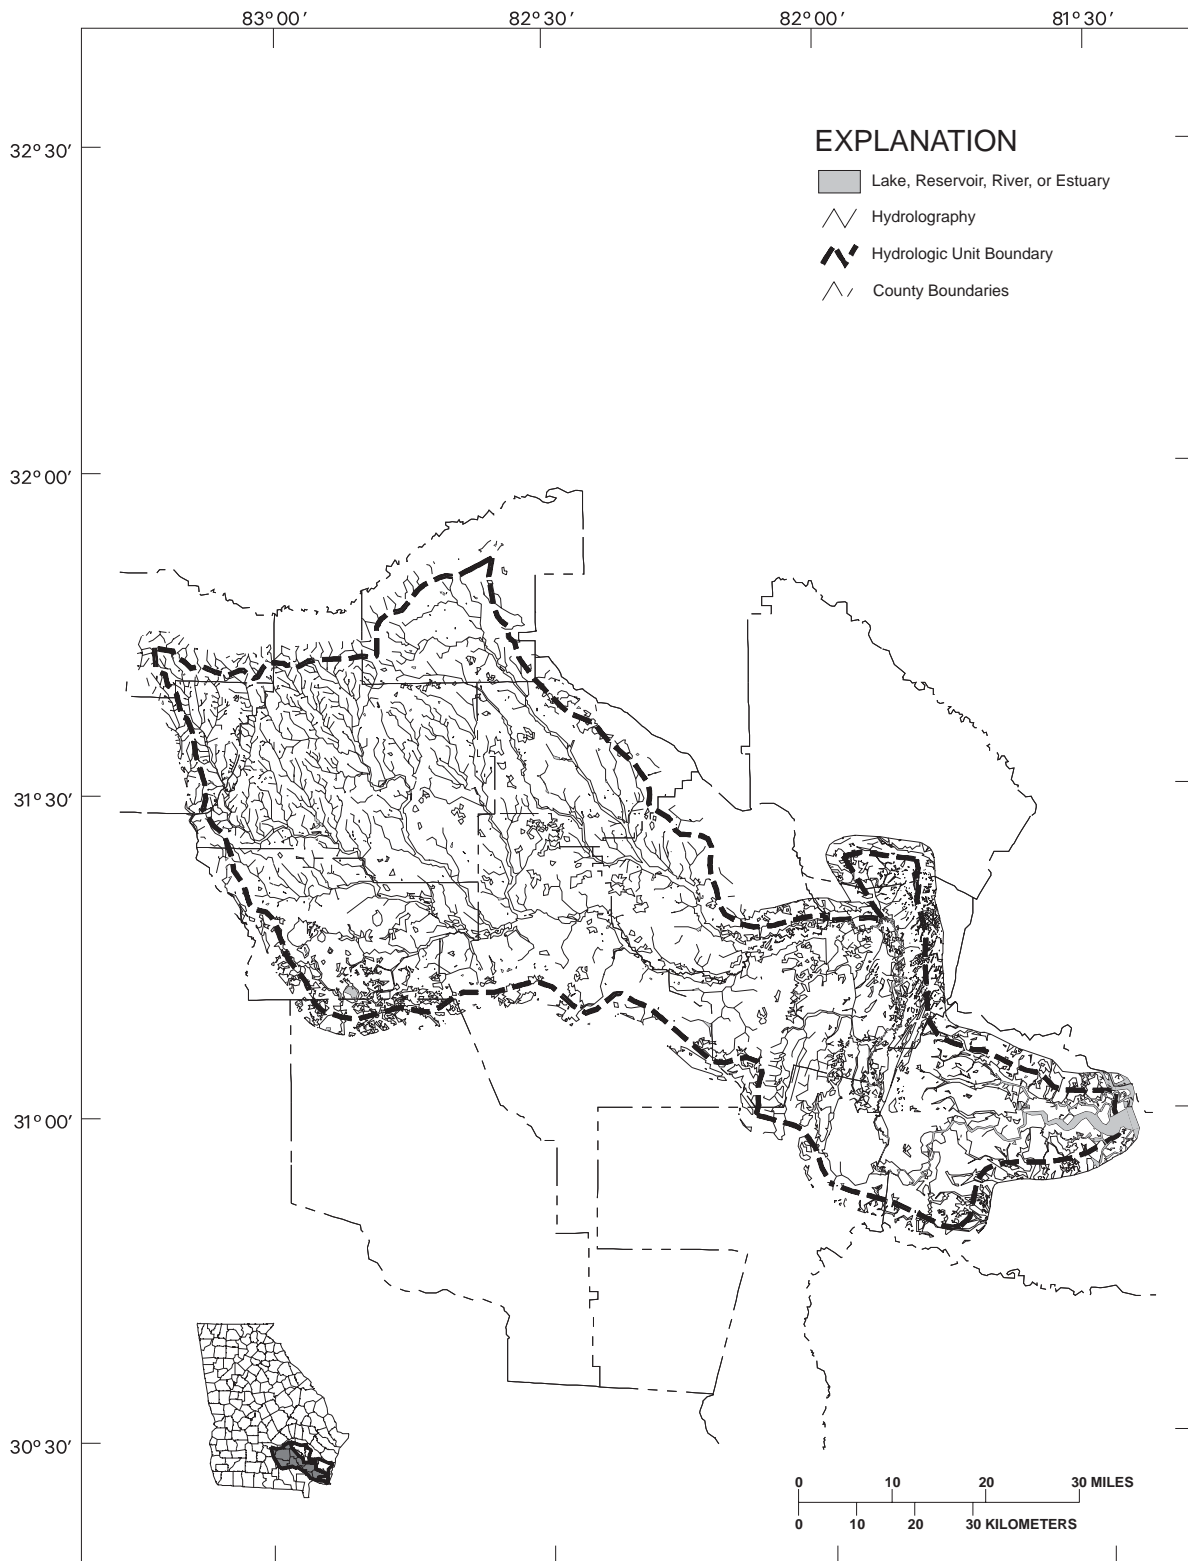 83°00′ 82°30′ 82°00′ 81°30′
32°30′
EXPLANATION
Lake, Reservoir, River, or Estuary
Hydrolography
Hydrologic Unit Boundary
County Boundaries
32°00′
31°30′
31°00′
30°30′
0 10 20 30 MILES
0 10 20 30 KILOMETERS